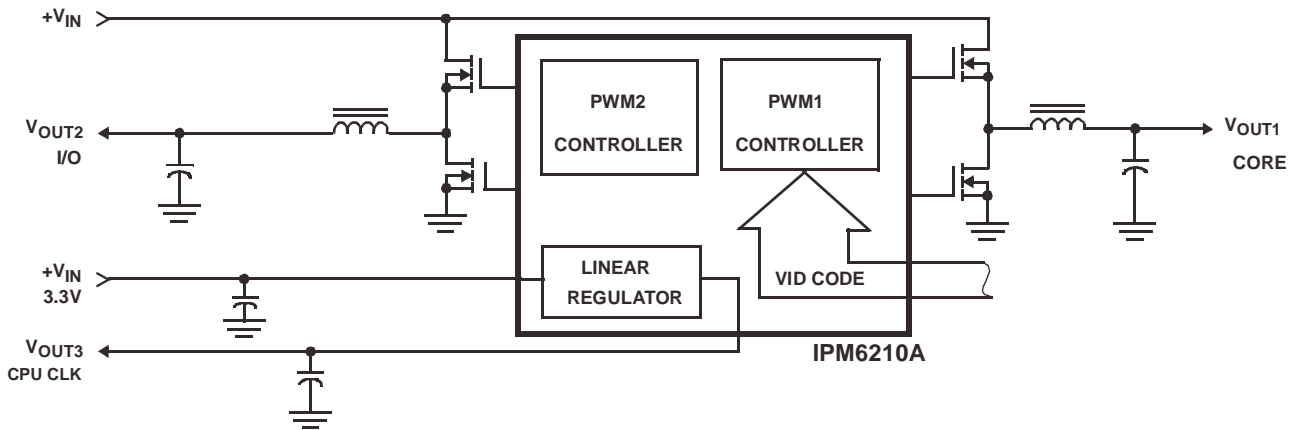 +VIN
PWM2
CONTROLLER
PWM1
CONTROLLER
VOUT2
I/O
VOUT1
CORE
+VIN
3.3V
LINEAR
REGULATOR
VID CODE
VOUT3
CPU CLK
IPM6210A